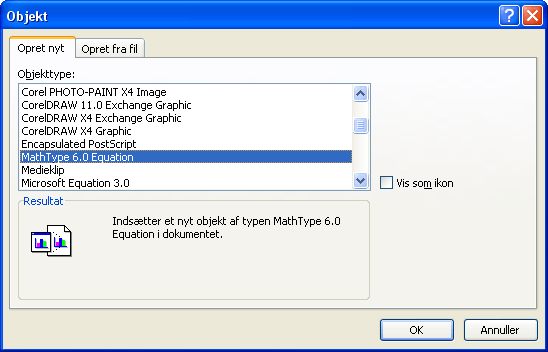 Objekt
Opret nyt
Opret fra fil
Objekttype:
Corel PHOTO-PAINT X4 Image
CorelDRAW 11.0 Exchange Graphic
CorelDRAW X4 Exchange Graphic
CorelDRAW X4 Graphic
Encapsulated PostScript
MathType 6.0 Equation
Medieklip
Microsoft Equation 3.0
Vis som ikon
Resultat
Indsætter et nyt objekt af typen MathType 6.0
Equation i dokumentet.
OK
Annuller